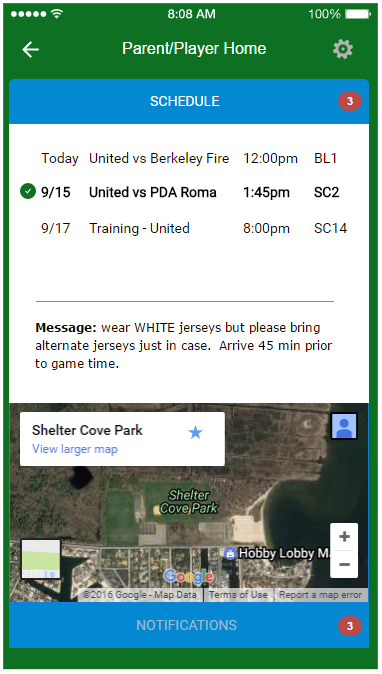 8:08 AM 100%
Parent/Player Home
SCHEDULE 3
Today United vs Berkeley Fire 12:00pm BL1
9/15 United vs PDA Roma 1:45pm SC2
9/17 Training - United 8:00pm SC14
Message: wear WHITE jerseys but please bring
alternate jerseys just in case. Arrive 45 min prior
to game time.
Shelter Cove Park
View larger map
Shelter
Cove Park
Hobby Lobby Ma
Google
©2016 Google - Map Data Terms of Use Report a map error
NOTIFICATIONS 3